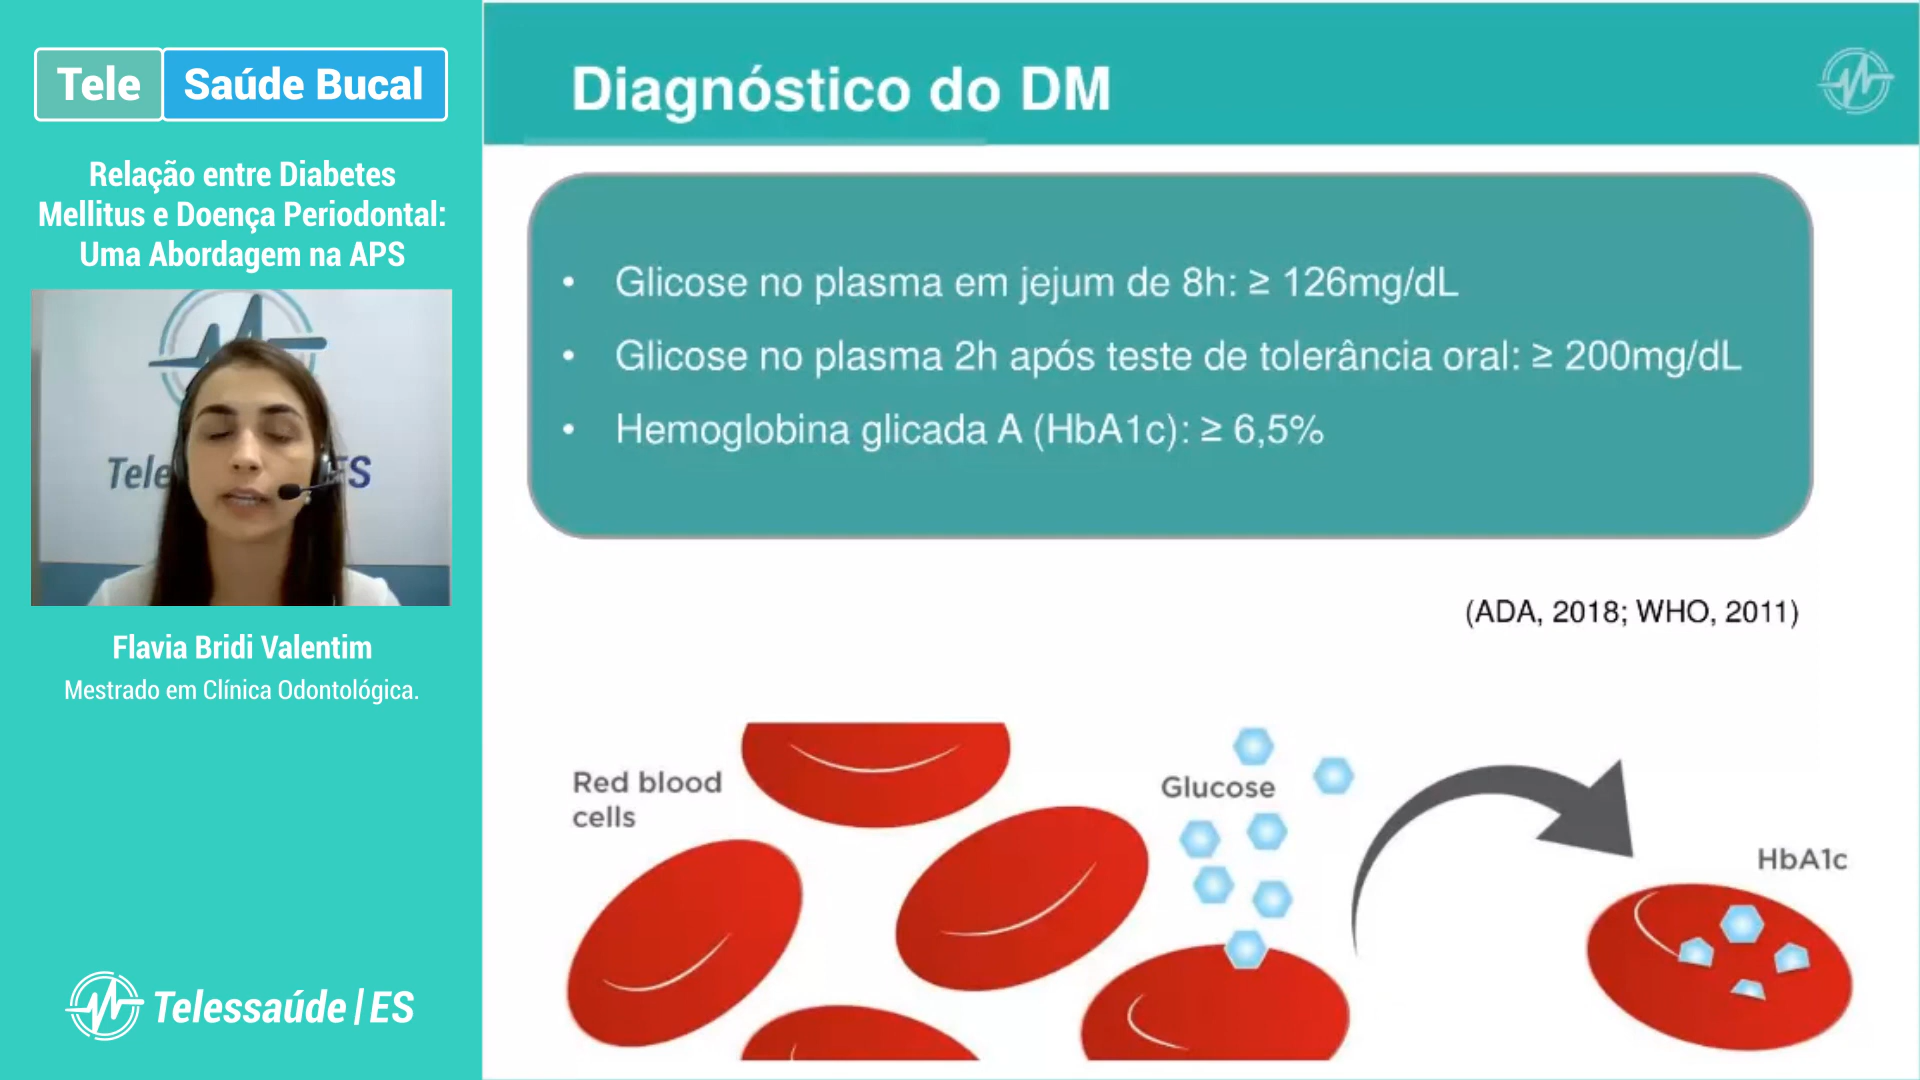 Tele Saúde Bucal
Relação entre Diabetes
Mellitus e Doença Periodontal:
Uma Abordagem na APS
Tele ES
Flavia Bridi Valentim
Mestrado em Clínica Odontológica.
Telessaúde|ES
Diagnóstico do DM
• Glicose no plasma em jejum de 8h: ≥ 126mg/dL
• Glicose no plasma 2h após teste de tolerância oral: ≥ 200mg/dL
• Hemoglobina glicada A (HbA1c): ≥ 6,5%
(ADA, 2018; WHO, 2011)
Red blood
cells
Glucose
HbA1c